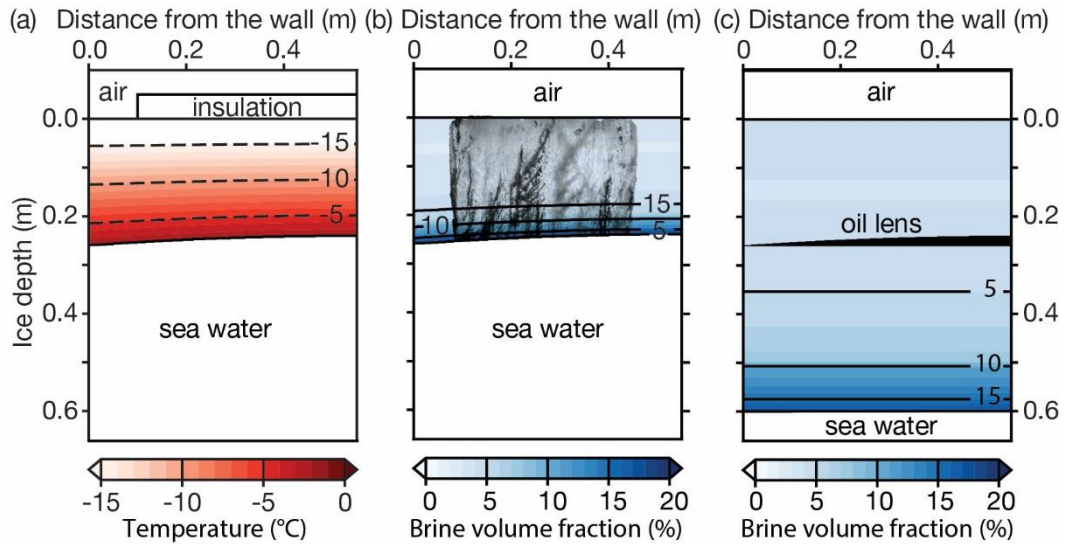 (a) Distance from the wall (m)
0.0 0.2 0.4
air
insulation
0.0
-15
-10
0.2
-5
Ice depth (m)
0.4
sea water
0.6
-15 -10 -5 0
Temperature (°C)
(b) Distance from the wall (m)
0.0 0.2 0.4
air
15
10
5
sea water
0 5 10 15 20
Brine volume fraction (%)
(c) Distance from the wall (m)
0.0 0.2 0.4
air
0.0
oil lens
0.2
5
0.4
10
15
0.6
sea water
0 5 10 15 20
Brine volume fraction (%)